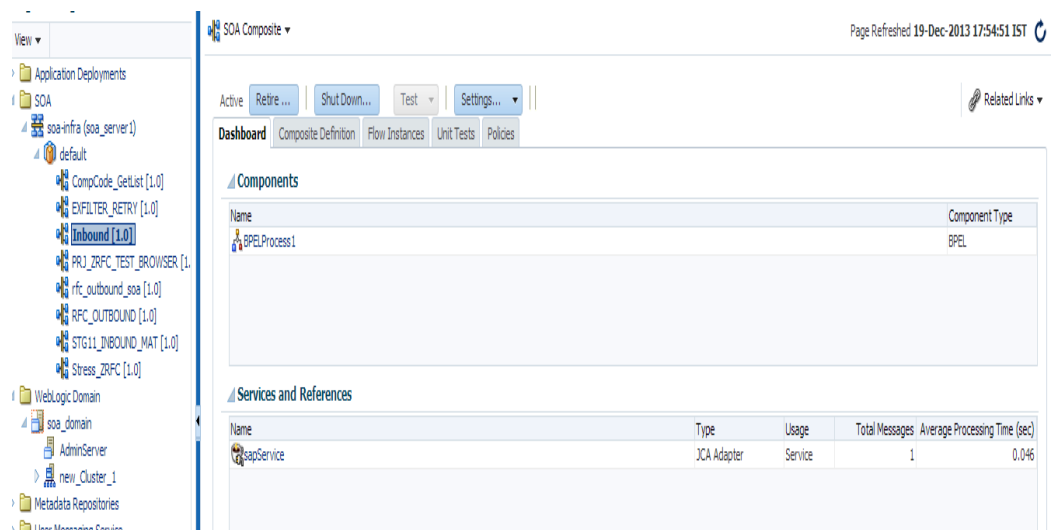 View
Application Deployments
SOA
soa-infra (soa_server1)
default
CompCode_GetList [1.0]
EXFILTER_RETRY [1.0]
Inbound [1.0]
PRJ_ZRFC_TEST_BROWSER [1.
rfc_outbound_soa [1.0]
RFC_OUTBOUND [1.0]
STG11_INBOUND_MAT [1.0]
Stress_ZRFC [1.0]
WebLogic Domain
soa_domain
AdminServer
new_Cluster_1
Metadata Repositories
User Messaging Service
SOA Composite
Page Refreshed 19-Dec-2013 17:54:51 IST
Active Retire ... Shut Down... Test Settings...
Related Links
Dashboard Composite Definition Flow Instances Unit Tests Policies
Components
Name Component Type
BPELProcess1 BPEL
Services and References
Name Type Usage Total Messages Average Processing Time (sec)
sapService JCA Adapter Service 1 0.046